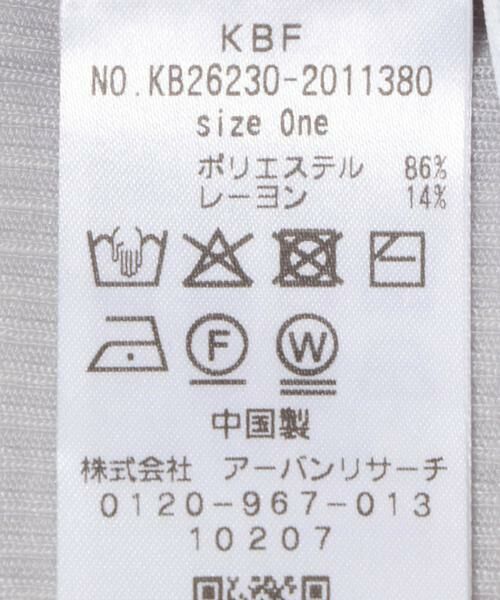 KBF
NO.KB26230-2011380
size One
ポリエステル 86%
レーヨン 14%
F W
中国製
株式会社 アーバンリサーチ
0120-967-013
10207